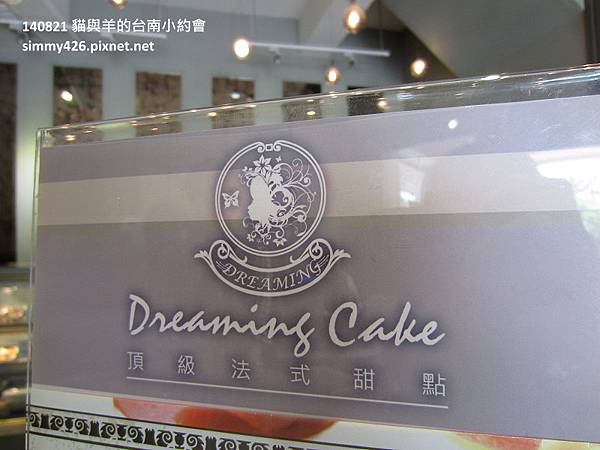 140821 貓與羊的台南小約會
simmy426.pixnet.net
DREAMING
Dreaming Cake
頂級法式甜點